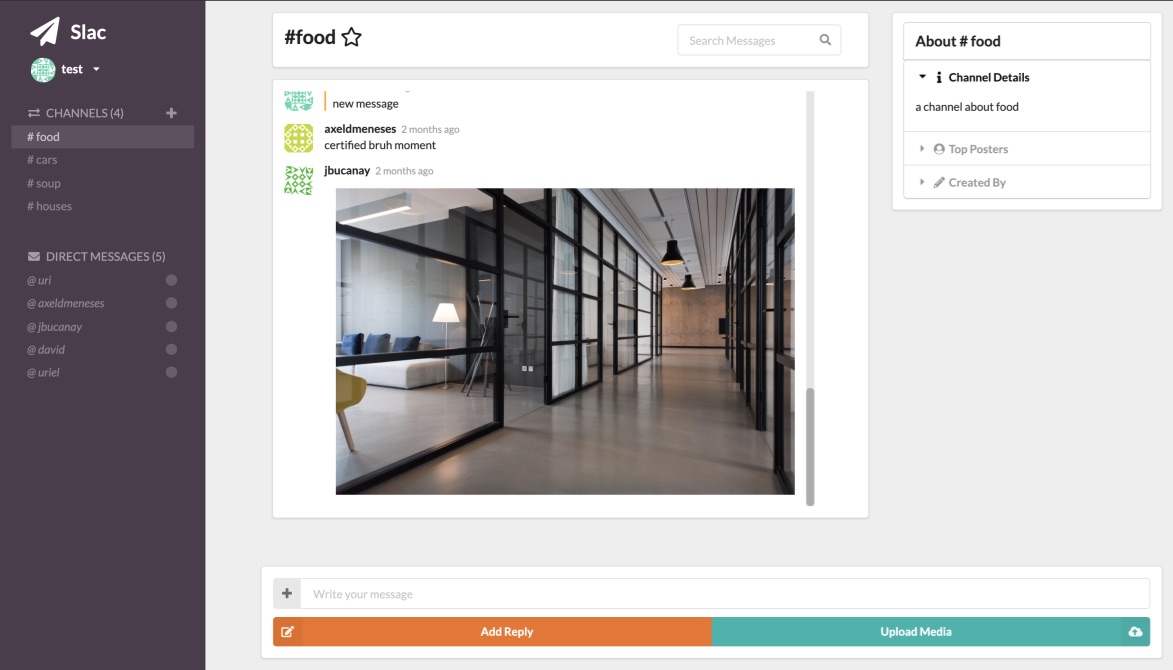 Slac
test
CHANNELS (4)
# food
# cars
# soup
# houses
DIRECT MESSAGES (5)
@ uri
@ axeldmeneses
@ jbucanay
@ david
@ uriel
#food
Search Messages
new message
axeldmeneses 2 months ago
certified bruh moment
jbucanay 2 months ago
Write your message
Add Reply
Upload Media
About # food
Channel Details
a channel about food
Top Posters
Created By